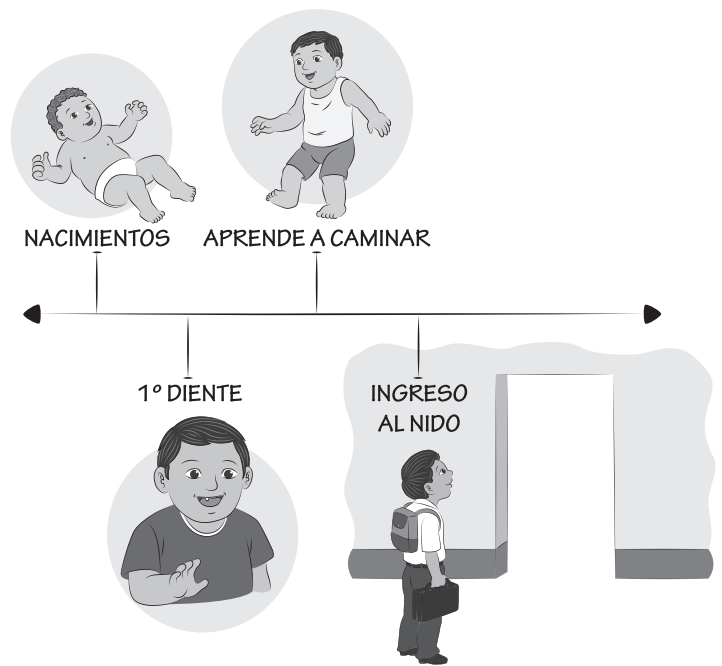 NACIMIENTOS
APRENDE A CAMINAR
1º DIENTE
INGRESO
AL NIDO